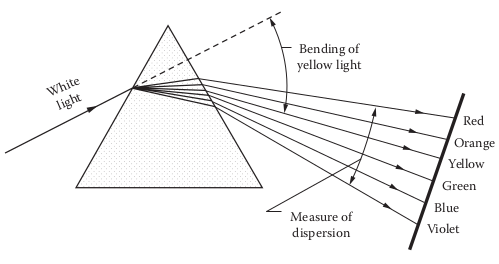 White
light
Bending of
yellow light
Red
Orange
Yellow
Green
Blue
Violet
Measure of
dispersion